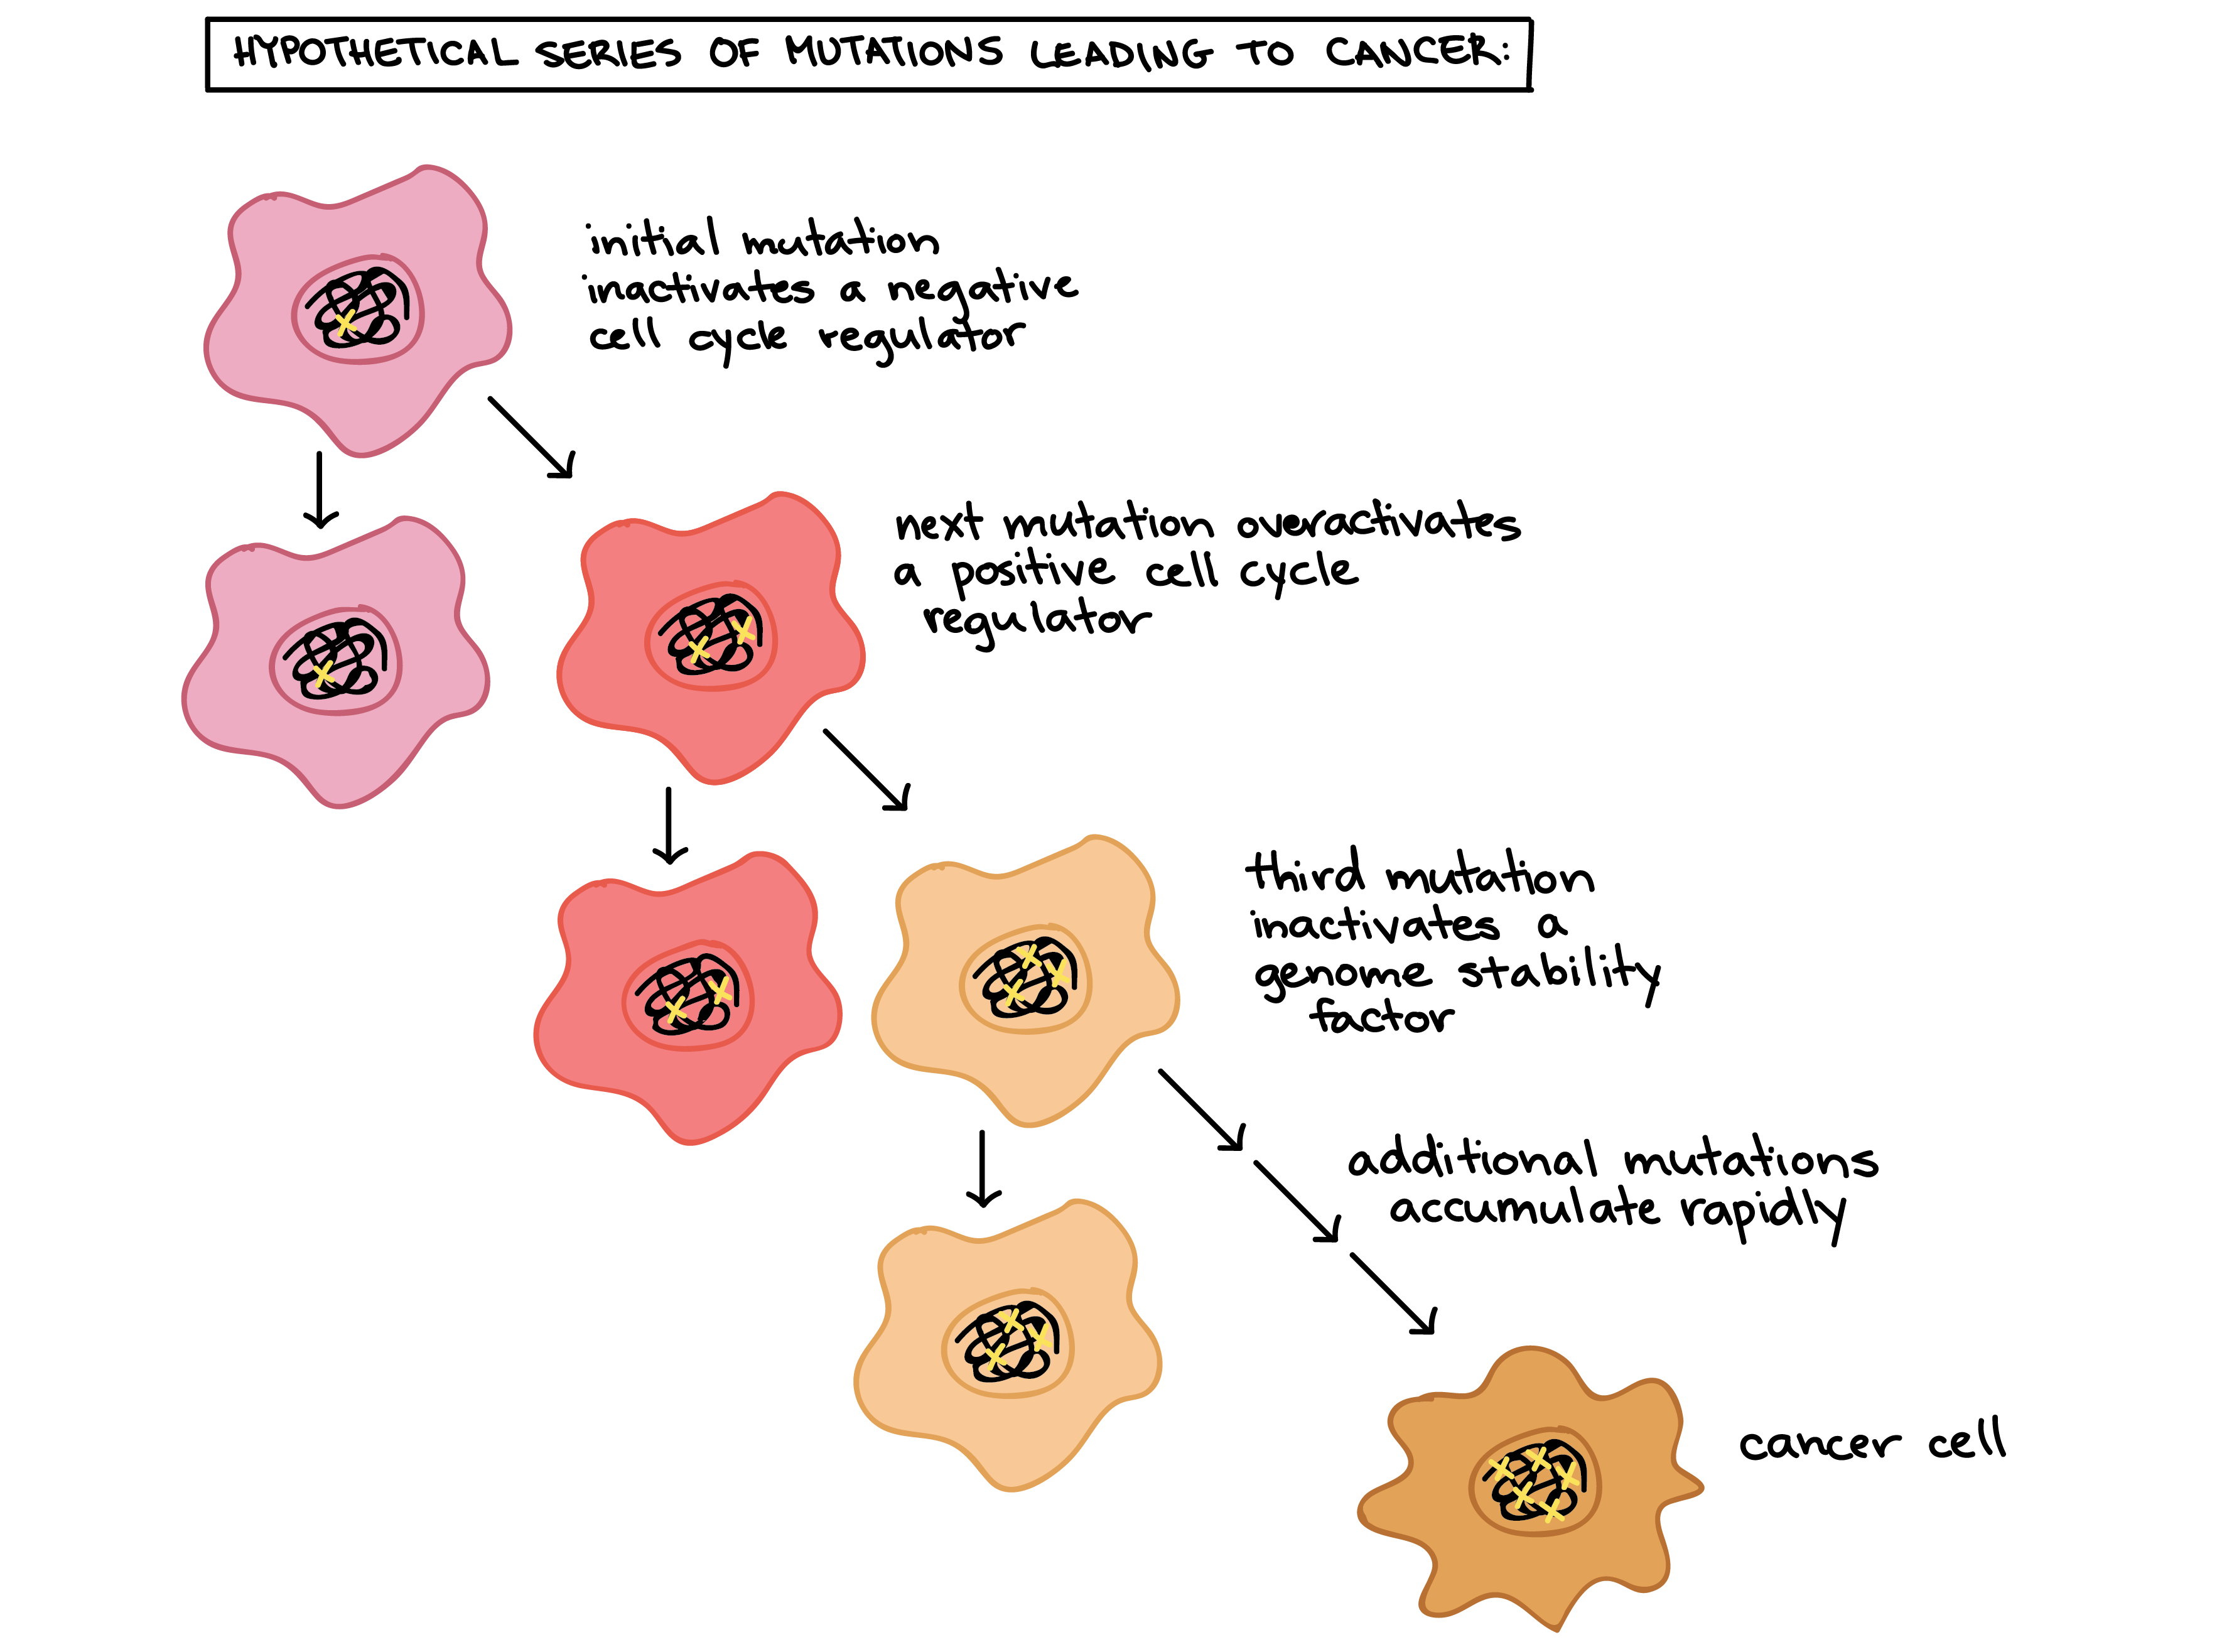 HYPOTHETICAL SERIES OF MUTATIONS LEADING TO CANCER:
initial mutation
inactivates a negative
cell cycle regulator
next mutation overactivates
a positive cell cycle
regulator
third mutation
inactivates a
genome stability
factor
additional mutations
accumulate rapidly
cancer cell